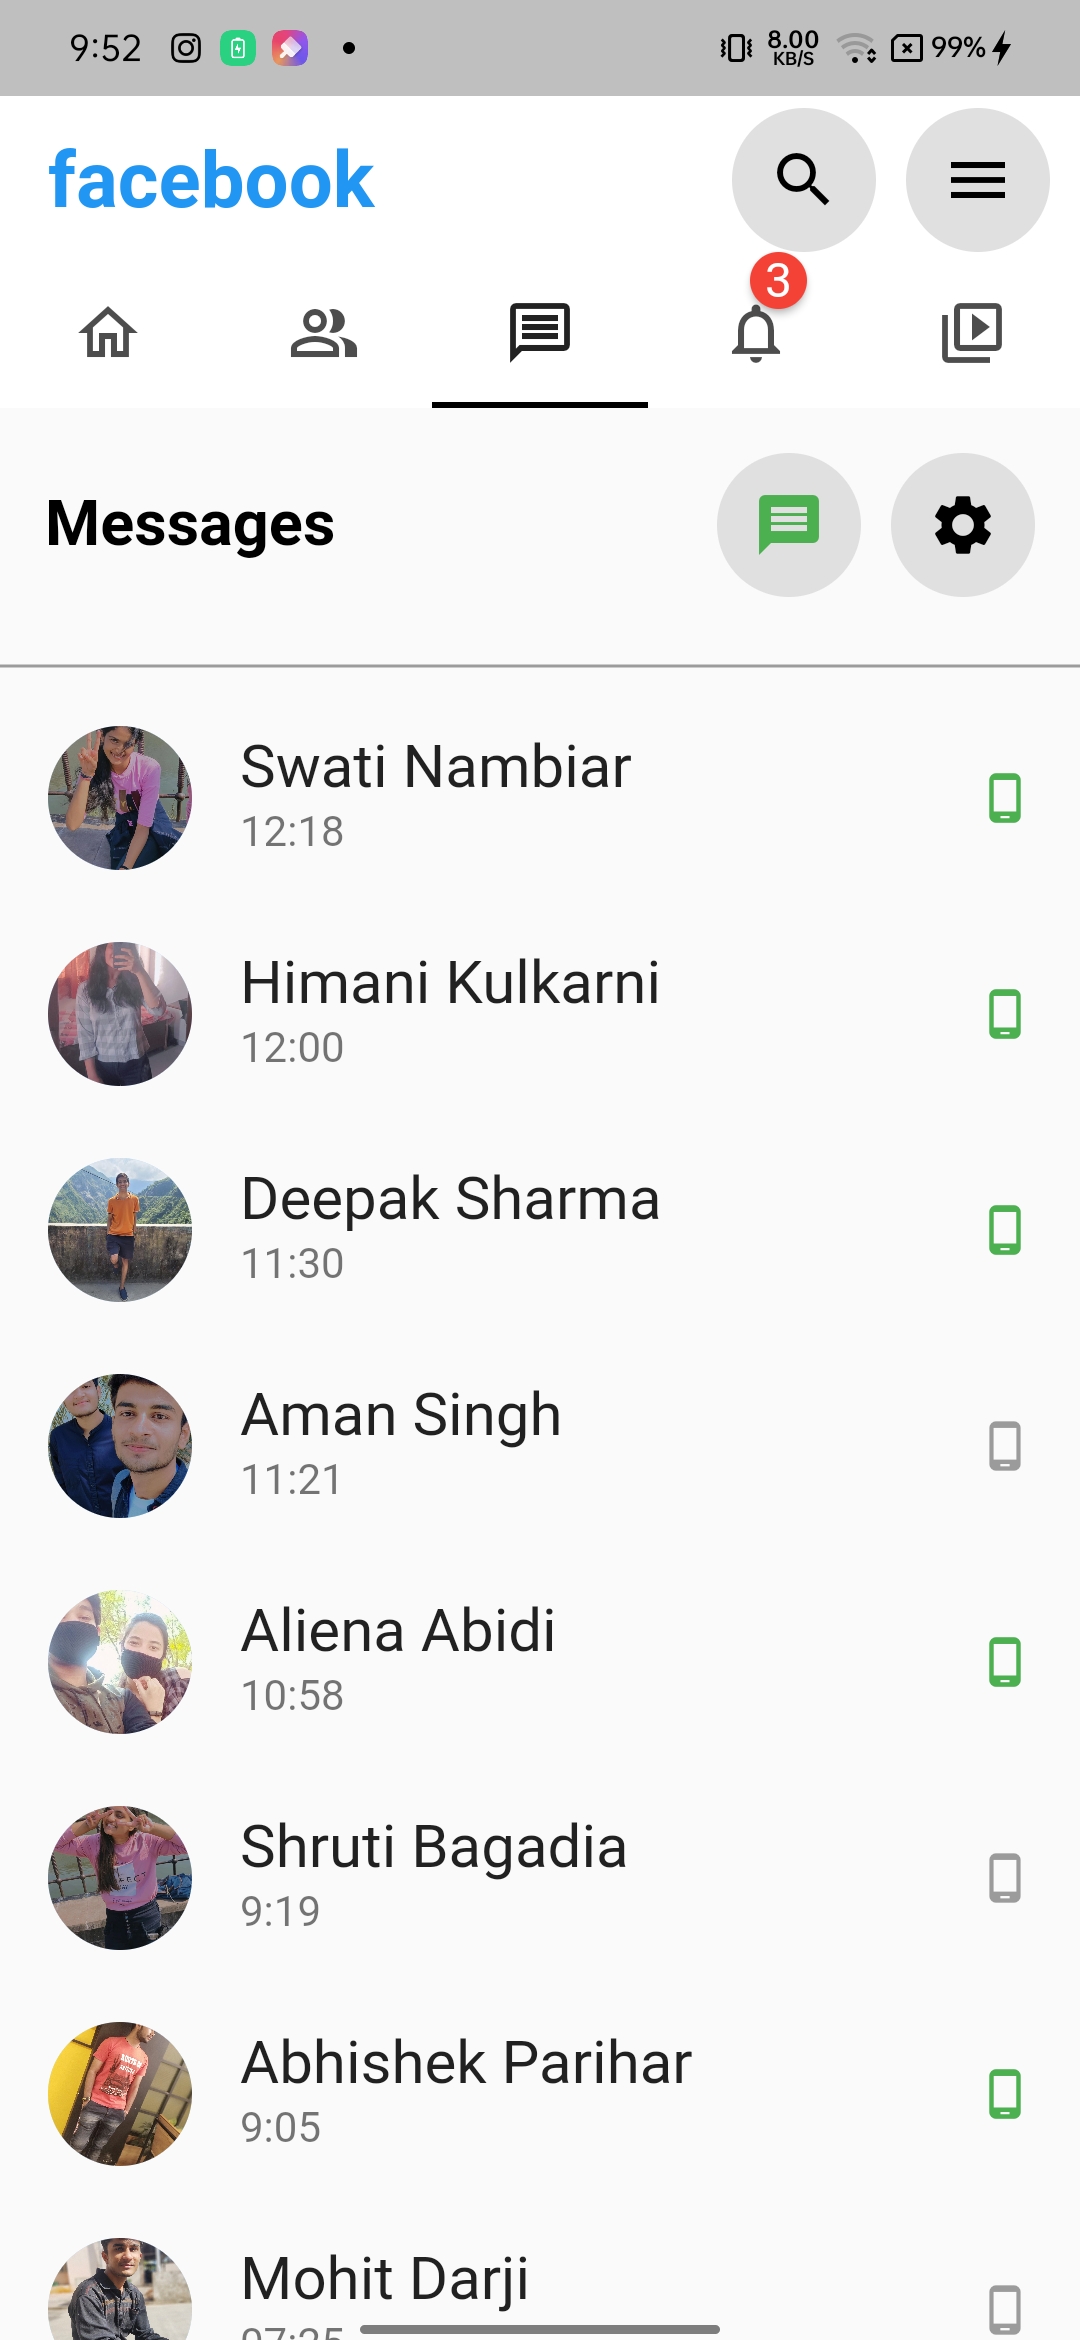 9:52 8.00 KB/S 99%
facebook
3
Messages
Swati Nambiar
12:18
Himani Kulkarni
12:00
Deepak Sharma
11:30
Aman Singh
11:21
Aliena Abidi
10:58
Shruti Bagadia
9:19
Abhishek Parihar
9:05
Mohit Darji